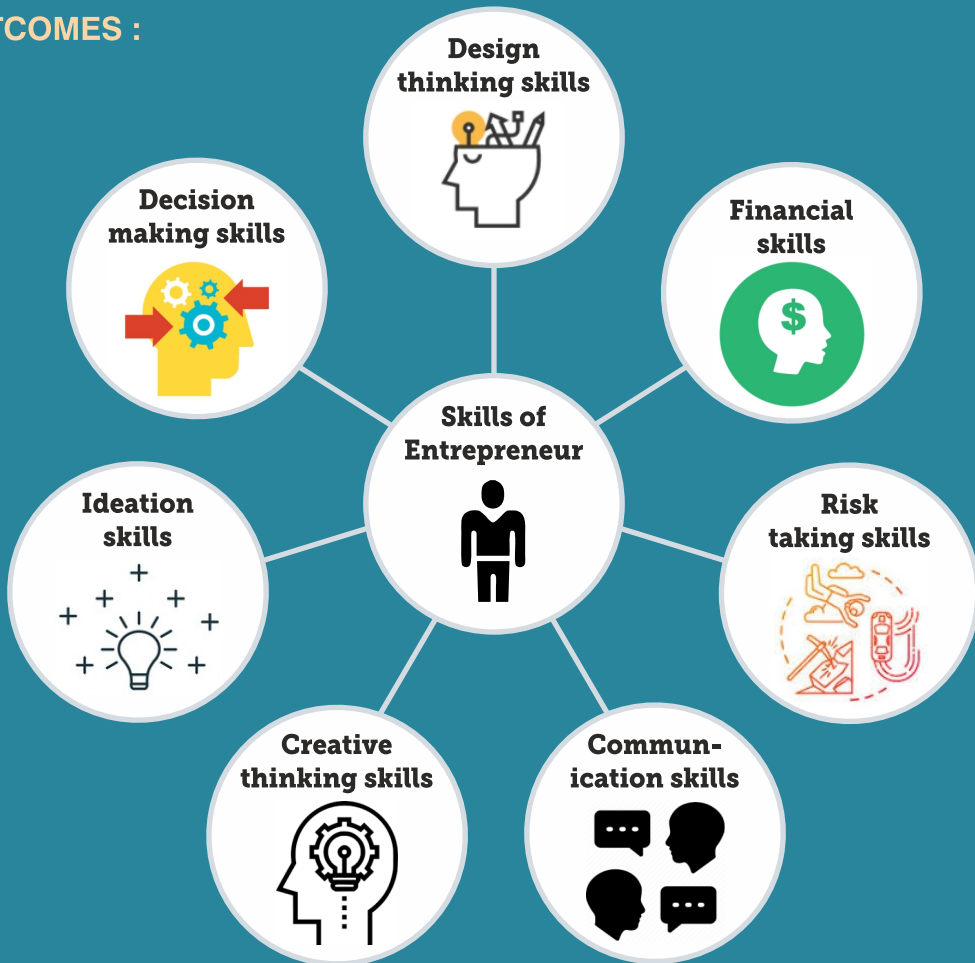 TCOMES :
Design
thinking skills
Decision
making skills
Financial
skills
$
Skills of
Entrepreneur
Ideation
skills
Risk
taking skills
Creative
thinking skills
Commun-
ication skills